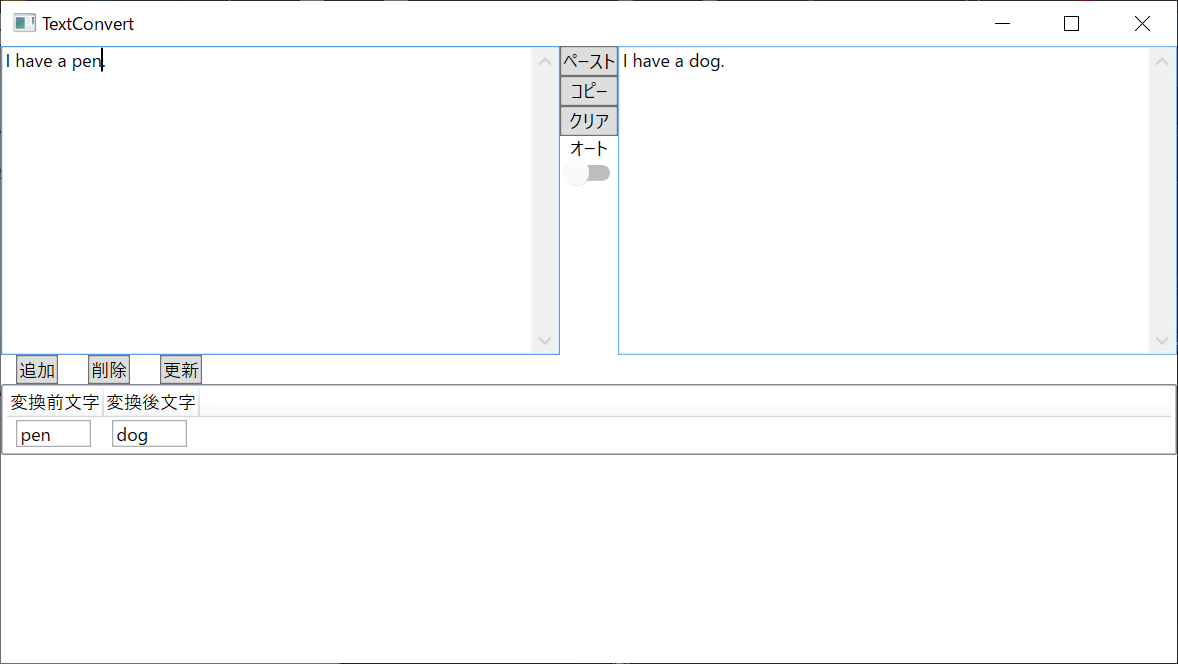 TextConvert
I have a pen.
ペースト
コピー
クリア
オート
I have a dog.
追加 削除 更新
変換前文字 変換後文字
pen dog